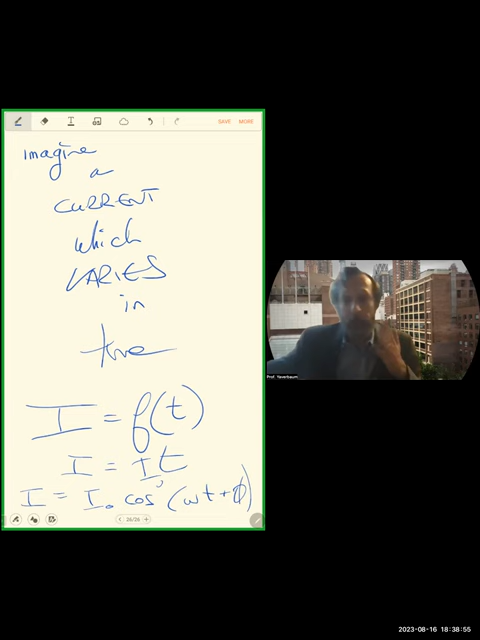 SAVE MORE
imagine
a
CURRENT
which
VARIES
in
time
I = f(t)
I = I₀t
I = I₀ cos (ωt+ϕ)
26/26
Prof. Yaverbaum
2023-08-16 18:38:55